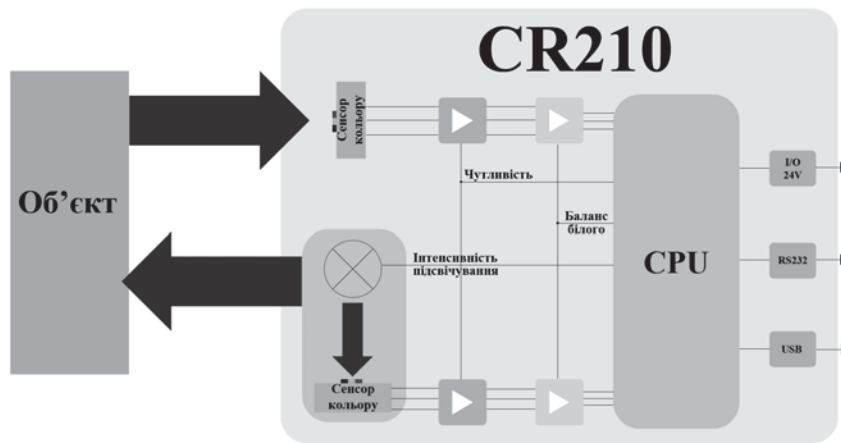 CR210
Сенсор
кольору
Об’єкт
Чутливість
Баланс
білого
Інтенсивність
підсвічування
CPU
I/O
24V
RS232
USB
Сенсор
кольору